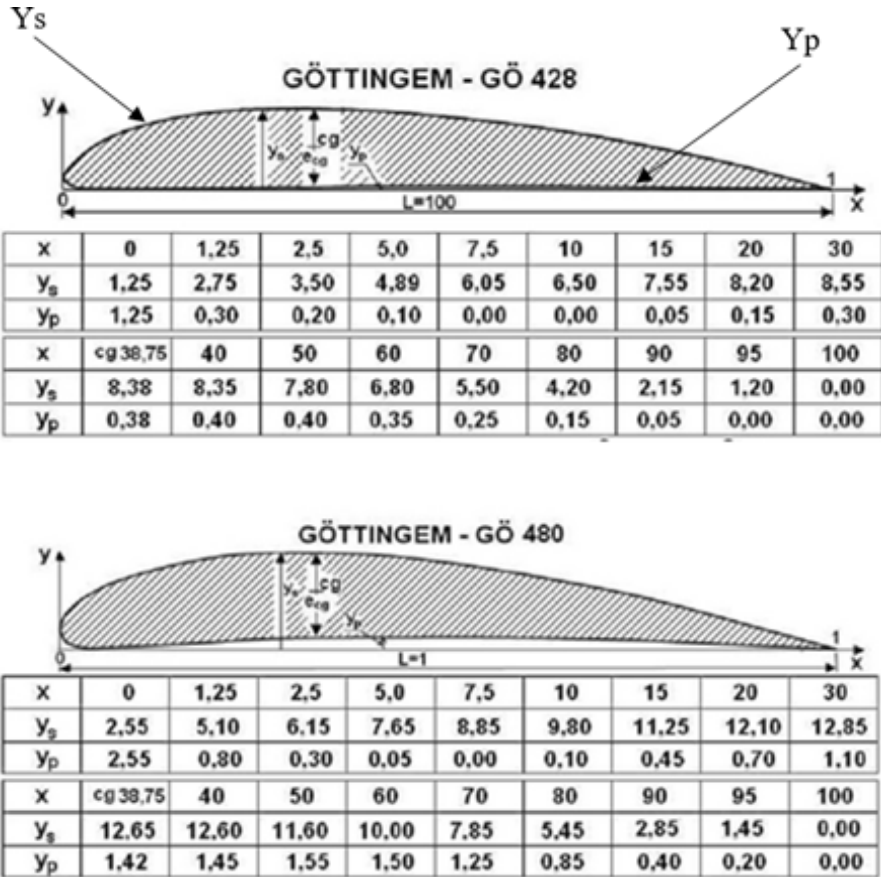 Ys
Yp
GÖTTINGEM - GÖ 428
y
ys
cg
ecg
yp
0
1
L=100
x
x 0 1,25 2,5 5,0 7,5 10 15 20 30
ys 1,25 2,75 3,50 4,89 6,05 6,50 7,55 8,20 8,55
yp 1,25 0,30 0,20 0,10 0,00 0,00 0,05 0,15 0,30
x cg 38,75 40 50 60 70 80 90 95 100
ys 8,38 8,35 7,80 6,80 5,50 4,20 2,15 1,20 0,00
yp 0,38 0,40 0,40 0,35 0,25 0,15 0,05 0,00 0,00
GÖTTINGEM - GÖ 480
y
ys
cg
ecg
yp
0
1
L=1
x
x 0 1,25 2,5 5,0 7,5 10 15 20 30
ys 2,55 5,10 6,15 7,65 8,85 9,80 11,25 12,10 12,85
yp 2,55 0,80 0,30 0,05 0,00 0,10 0,45 0,70 1,10
x cg 38,75 40 50 60 70 80 90 95 100
ys 12,65 12,60 11,60 10,00 7,85 5,45 2,85 1,45 0,00
yp 1,42 1,45 1,55 1,50 1,25 0,85 0,40 0,20 0,00